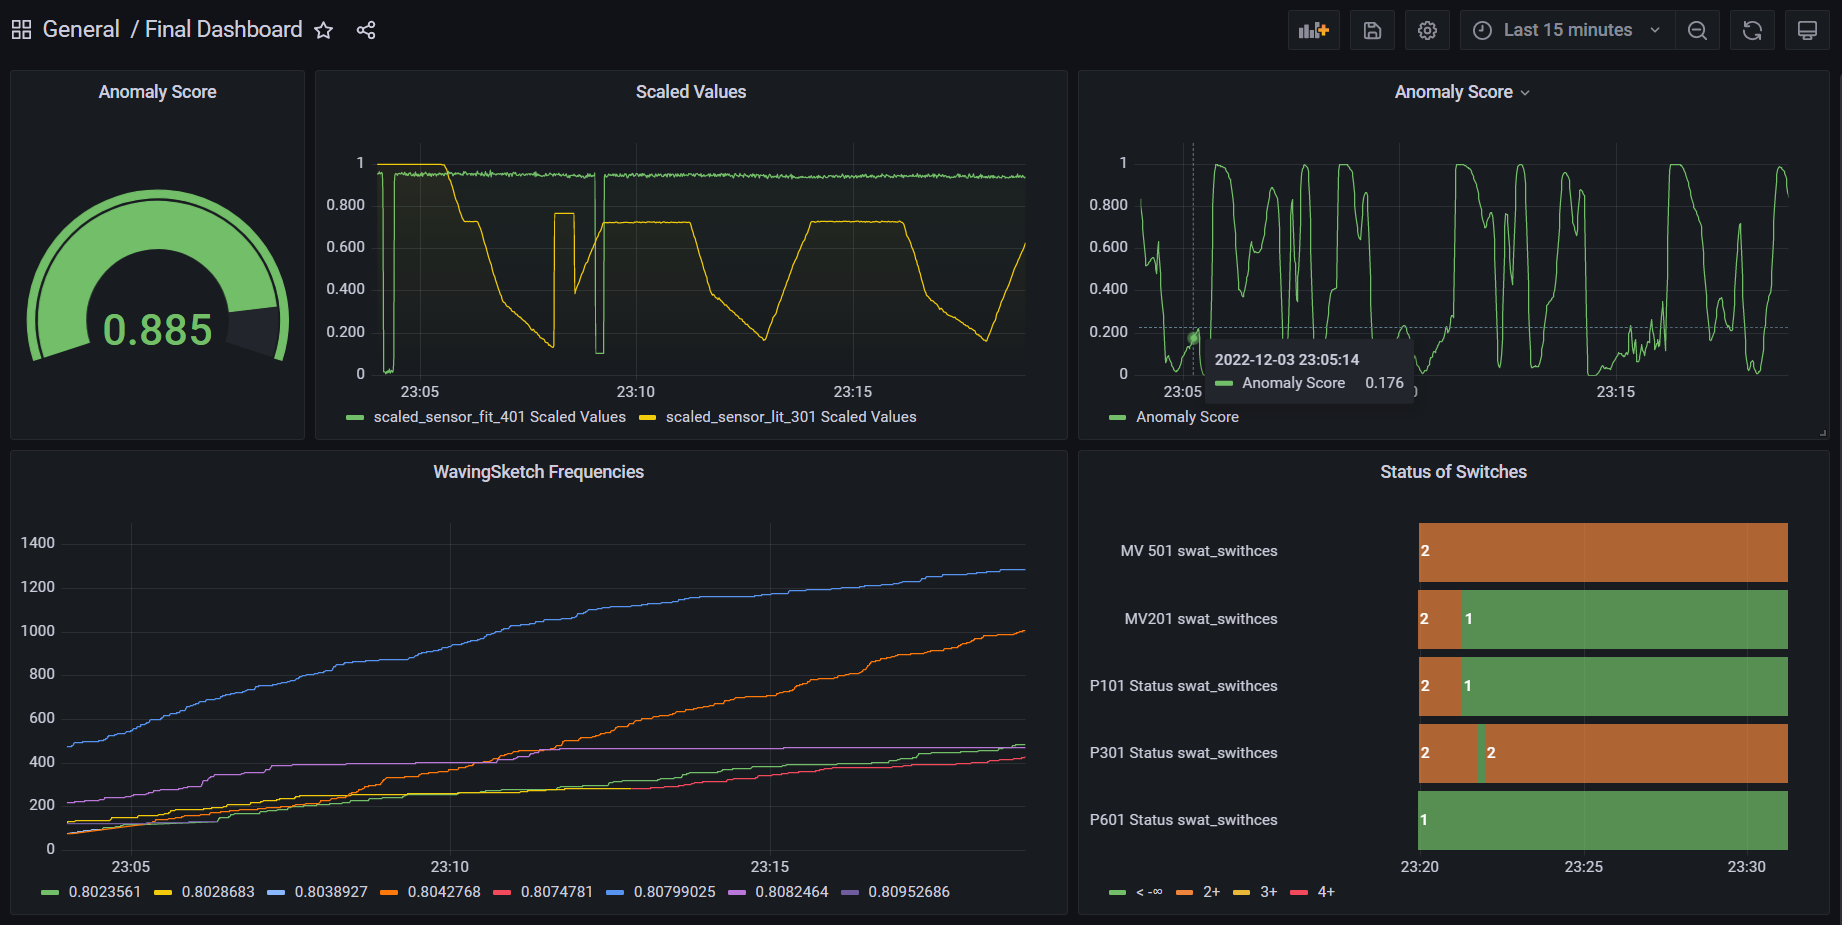 General / Final Dashboard
Last 15 minutes
Anomaly Score
0.885
Scaled Values
1
0.800
0.600
0.400
0.200
0
23:05 23:10 23:15
scaled_sensor_fit_401 Scaled Values scaled_sensor_lit_301 Scaled Values
Anomaly Score
1
0.800
0.600
0.400
0.200
0
23:05 0 23:15
2022-12-03 23:05:14
Anomaly Score 0.176
Anomaly Score
WavingSketch Frequencies
1400
1200
1000
800
600
400
200
0
23:05 23:10 23:15
0.8023561 0.8028683 0.8038927 0.8042768 0.8074781 0.80799025 0.8082464 0.80952686
Status of Switches
MV 501 swat_swithces 2
MV201 swat_swithces 2 1
P101 Status swat_swithces 2 1
P301 Status swat_swithces 2 2
P601 Status swat_swithces 1
23:20 23:25 23:30
< -∞ 2+ 3+ 4+